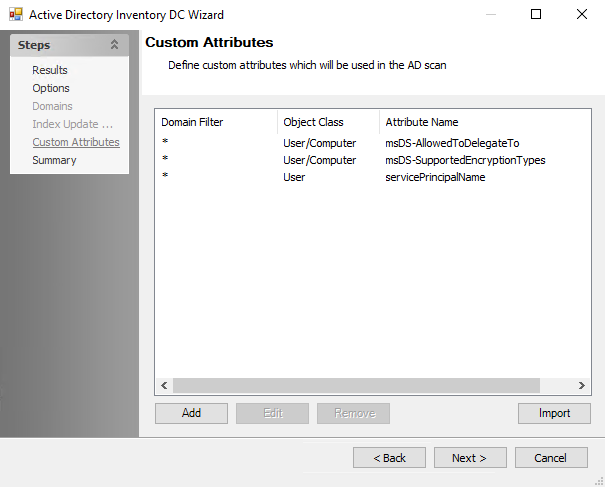 Active Directory Inventory DC Wizard
Steps
Results
Options
Domains
Index Update ...
Custom Attributes
Summary
Custom Attributes
Define custom attributes which will be used in the AD scan
Domain Filter Object Class Attribute Name
* User/Computer msDS-AllowedToDelegateTo
* User/Computer msDS-SupportedEncryptionTypes
* User servicePrincipalName
Add Edit Remove Import
< Back Next > Cancel